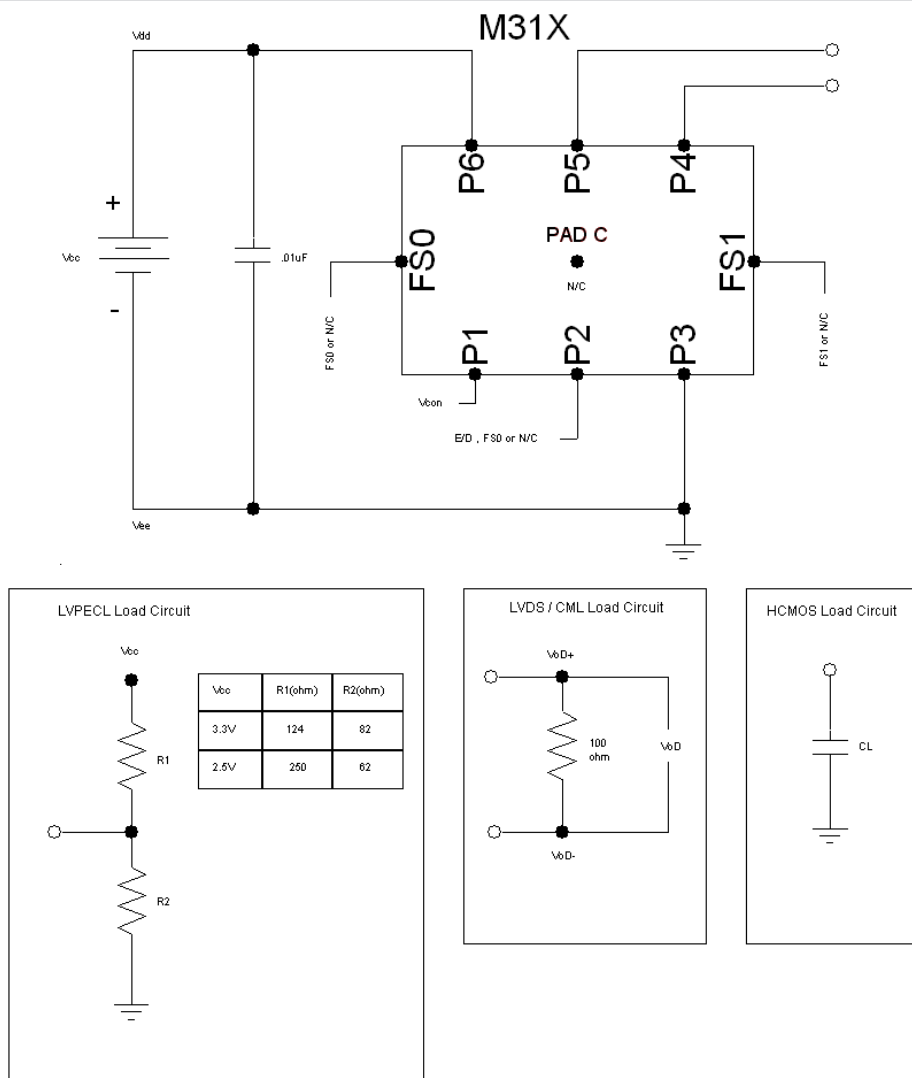 M31X
Vdd
P6
P5
P4
+
Vcc
-
.01uF
FS0
PAD C
N/C
FS1
FS0 or N/C
FS1 or N/C
P1
P2
P3
Vcon
E/D , FS0 or N/C
Vee
LVPECL Load Circuit
Vcc
R1
R2
Vcc R1(ohm) R2(ohm)
3.3V 124 82
2.5V 250 62
LVDS / CML Load Circuit
VoD+
100
ohm
VoD
VoD-
HCMOS Load Circuit
CL